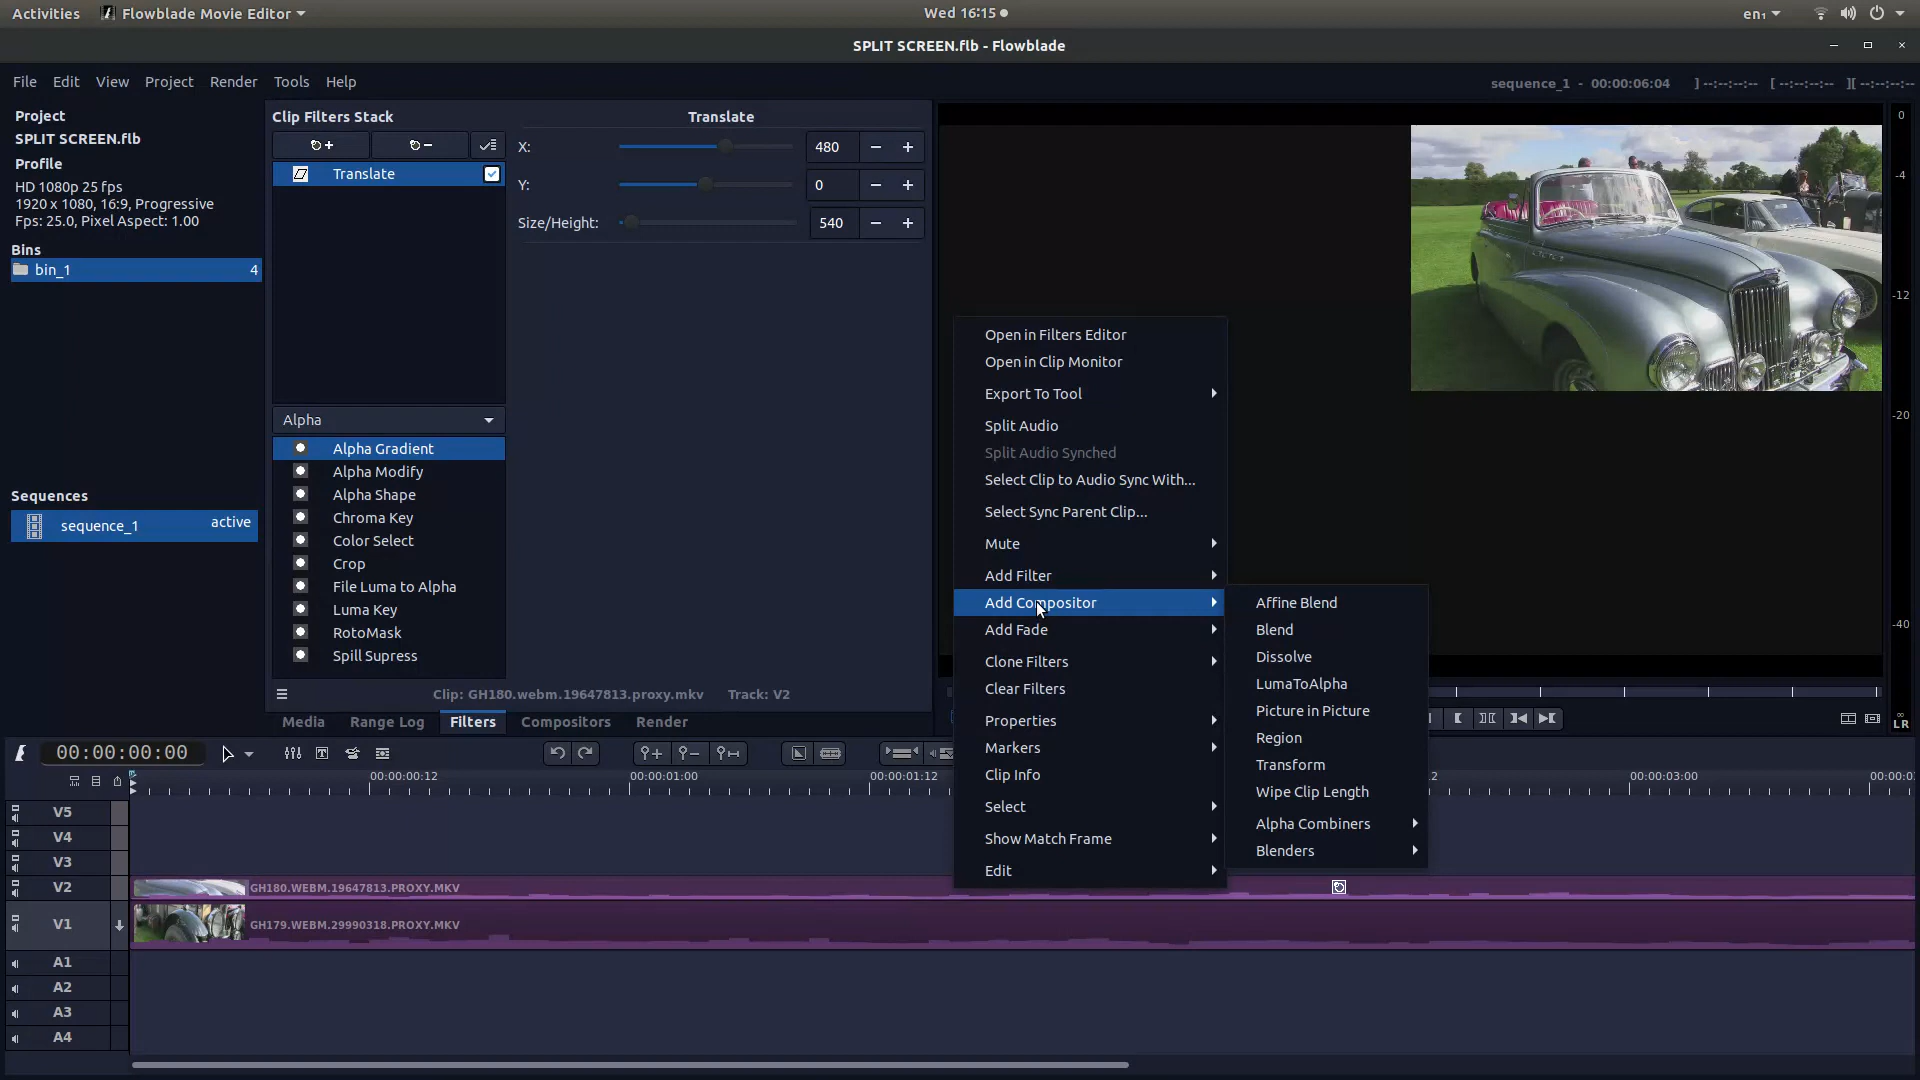 Activities Flowblade Movie Editor Wed 16:15 en₁
SPLIT SCREEN.flb - Flowblade
File Edit View Project Render Tools Help
sequence_1 - 00:00:06:04 ] --:--:--:-- [ --:--:--:-- ][ --:--:--:--
Project
SPLIT SCREEN.flb
Profile
HD 1080p 25 fps
1920 x 1080, 16:9, Progressive
Fps: 25.0, Pixel Aspect: 1.00
Bins
bin_1 4
Sequences
sequence_1 active
Clip Filters Stack
Translate
Translate
X: 480 − +
Y: 0 − +
Size/Height: 540 − +
Alpha
Alpha Gradient
Alpha Modify
Alpha Shape
Chroma Key
Color Select
Crop
File Luma to Alpha
Luma Key
RotoMask
Spill Supress
Clip: GH180.webm.19647813.proxy.mkv Track: V2
Media Range Log Filters Compositors Render
Open in Filters Editor
Open in Clip Monitor
Export To Tool
Split Audio
Split Audio Synched
Select Clip to Audio Sync With...
Select Sync Parent Clip...
Mute
Add Filter
Add Compositor
Add Fade
Clone Filters
Clear Filters
Properties
Markers
Clip Info
Select
Show Match Frame
Edit
Affine Blend
Blend
Dissolve
LumaToAlpha
Picture in Picture
Region
Transform
Wipe Clip Length
Alpha Combiners
Blenders
0
-4
-12
-20
-40
∞
LR
00:00:00:00
00:00:00:12 00:00:01:00 00:00:01:12 00:00:03:00
V5
V4
V3
V2 GH180.WEBM.19647813.PROXY.MKV
V1 GH179.WEBM.29990318.PROXY.MKV
A1
A2
A3
A4